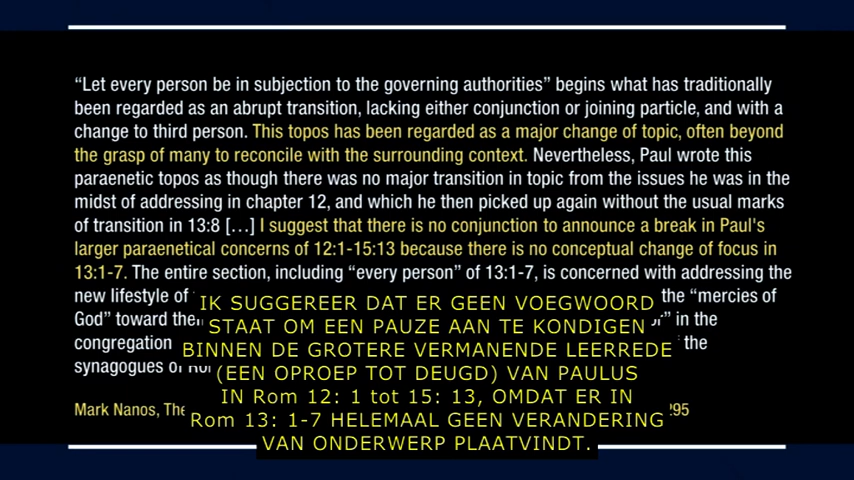 “Let every person be in subjection to the governing authorities” begins what has traditionally
been regarded as an abrupt transition, lacking either conjunction or joining particle, and with a
change to third person. This topos has been regarded as a major change of topic, often beyond
the grasp of many to reconcile with the surrounding context. Nevertheless, Paul wrote this
paraenetic topos as though there was no major transition in topic from the issues he was in the
midst of addressing in chapter 12, and which he then picked up again without the usual marks
of transition in 13:8 […] I suggest that there is no conjunction to announce a break in Paul's
larger paraenetical concerns of 12:1-15:13 because there is no conceptual change of focus in
13:1-7. The entire section, including “every person” of 13:1-7, is concerned with addressing the
new lifestyle of the “mercies of
God” toward in the
congregation the
synagogues
Mark Nanos, 295
IK SUGGEREER DAT ER GEEN VOEGWOORD
STAAT OM EEN PAUZE AAN TE KONDIGEN
BINNEN DE GROTERE VERMANENDE LEERREDE
(EEN OPROEP TOT DEUGD) VAN PAULUS
IN Rom 12: 1 tot 15: 13, OMDAT ER IN
Rom 13: 1-7 HELEMAAL GEEN VERANDERING
VAN ONDERWERP PLAATVINDT.